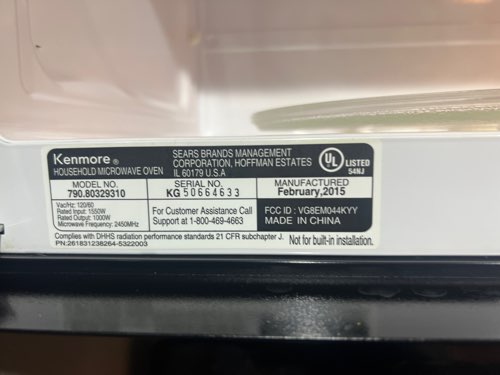 Kenmore®
HOUSEHOLD MICROWAVE OVEN
SEARS BRANDS MANAGEMENT
CORPORATION, HOFFMAN ESTATES
IL 60179 U.S.A
UL LISTED
54NJ
MODEL NO.
790.80329310
SERIAL NO.
KG 50664633
MANUFACTURED
February,2015
Vac/Hz: 120/60
Rated Input: 1550W
Rated Output: 1000W
Microwave Frequency: 2450MHz
For Customer Assistance Call
Support at 1-800-469-4663
FCC ID : VG8EM044KYY
MADE IN CHINA
Complies with DHHS radiation performance standards 21 CFR subchapter J.
PN:261831238264-5322003
Not for built-in installation.